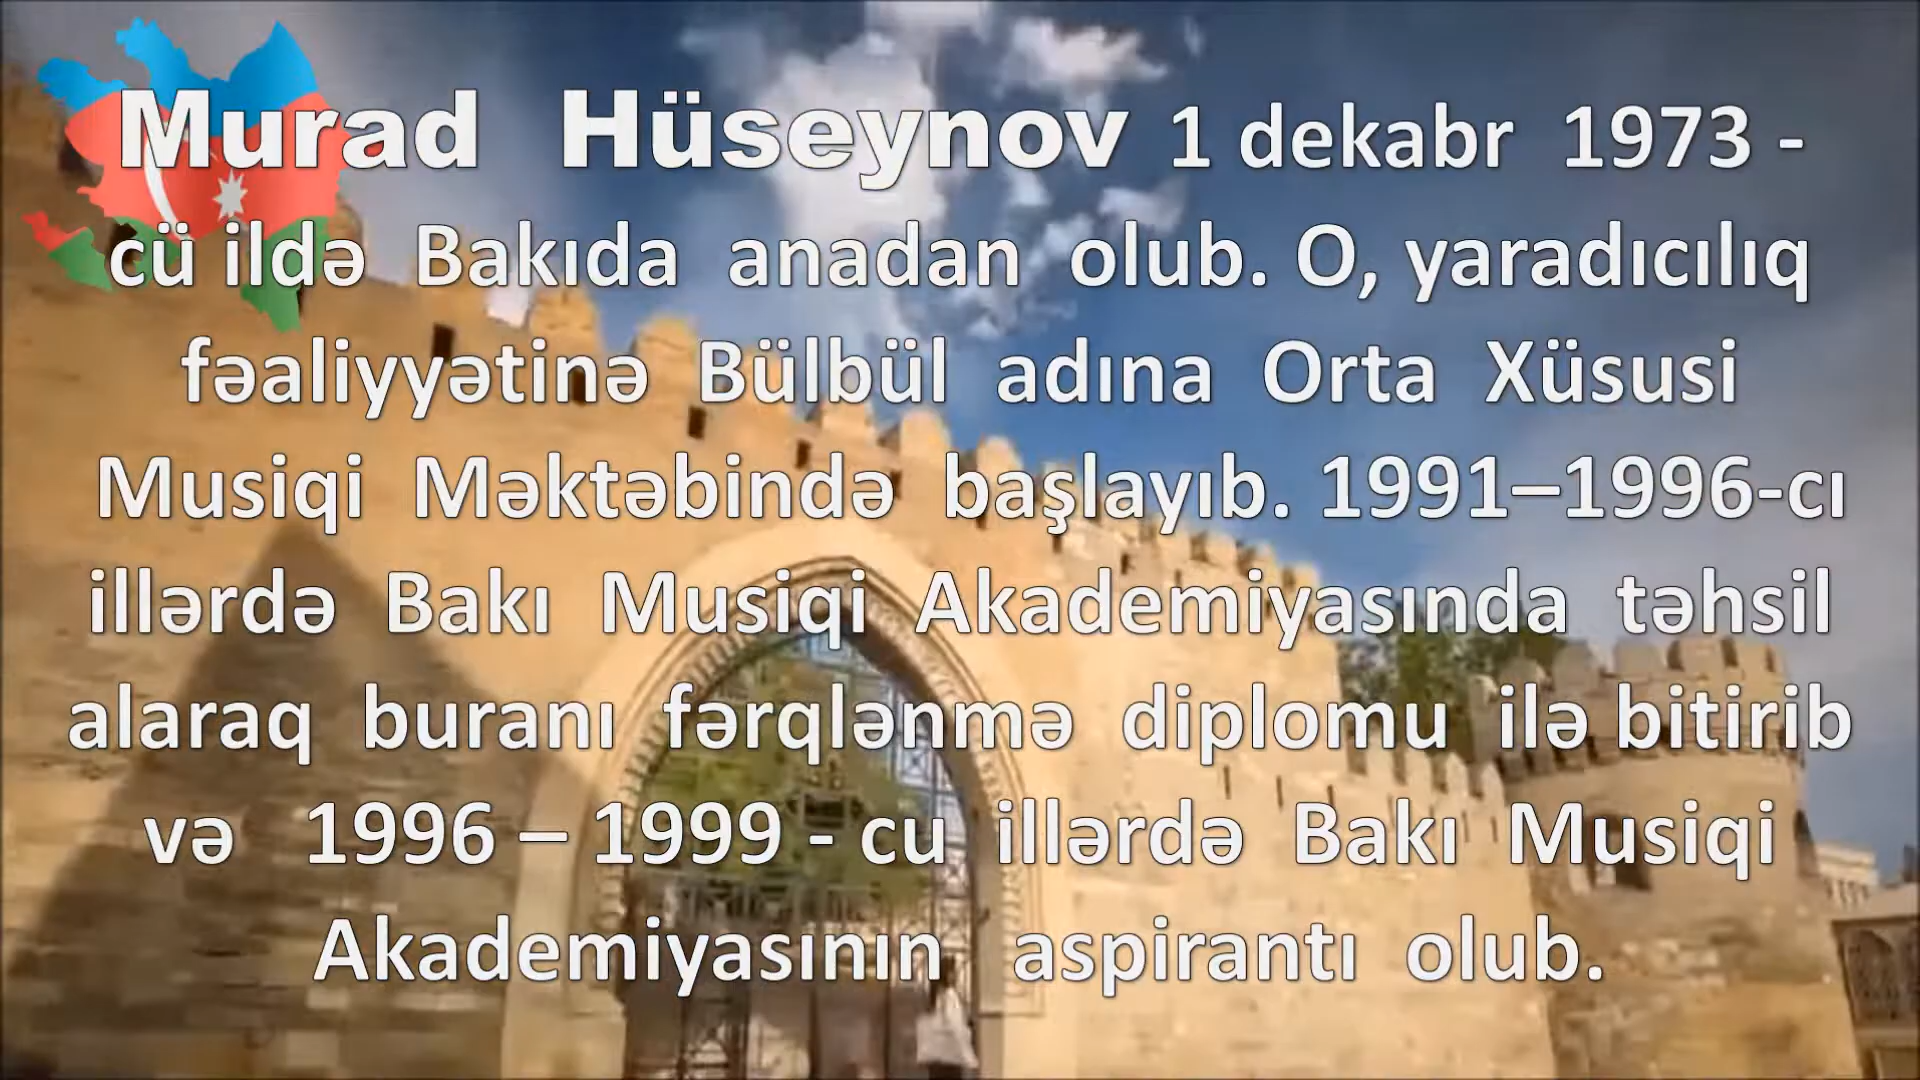 Murad Hüseynov 1 dekabr 1973 -
cü ildə Bakıda anadan olub. O, yaradıcılıq
fəaliyyətinə Bülbül adına Orta Xüsusi
Musiqi Məktəbində başlayıb. 1991–1996-cı
illərdə Bakı Musiqi Akademiyasında təhsil
alaraq buranı fərqlənmə diplomu ilə bitirib
və 1996 – 1999 - cu illərdə Bakı Musiqi
Akademiyasının aspirantı olub.